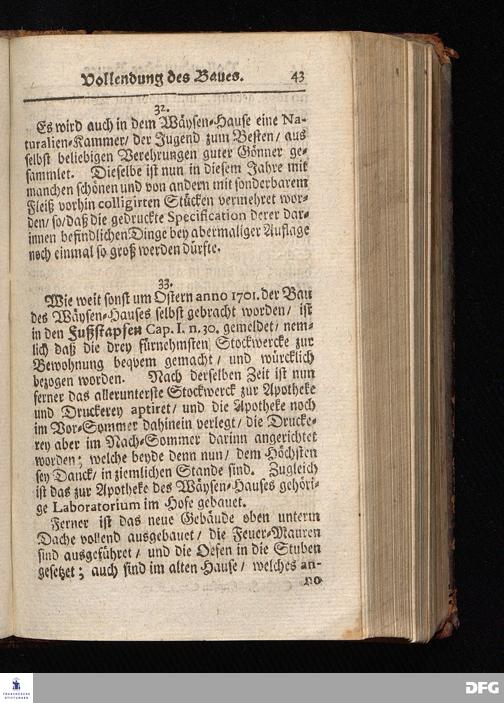 Vollendung des Baues. 43
32.
Es wird auch in dem Wäysen-Hause eine Na-
turalien-Kammer/ der Jugend zum Besten/ aus
selbst beliebigen Verehrungen guter Gönner ge-
sammlet. Dieselbe ist nun in diesem Jahre mit
manchen schönen und von andern mit sonderbarem
Fleiß vorhin colligirten Stücken vermehret wor-
den/ so/ daß die gedruckte Specification derer dar-
innen befindlichen Dinge bey abermaliger Auflage
noch einmal so groß werden dürfte.
33.
Wie weit sonst um Ostern anno 1701. der Bau
des Wäysen-Hauses selbst gebracht worden/ ist
in den Fußstapfen Cap. I. n. 30. gemeldet/ nem-
lich daß die drey fürnehmsten Stockwercke zur
Bewohnung beqvem gemacht/ und würcklich
bezogen worden. Nach derselben Zeit ist nun
ferner das allerunterste Stockwerck zur Apotheke
und Druckerey aptiret/ und die Apotheke noch
im Vor-Sommer dahinein verlegt/ die Drucke-
rey aber im Nach-Sommer darinn angerichtet
worden; welche beyde denn nun/ dem Höchsten
sey Danck/ in ziemlichen Stande sind. Zugleich
ist das zur Apotheke des Wäysen-Hauses gehöri-
ge Laboratorium im Hofe gebauet.
Ferner ist das neue Gebäude oben unterm
Dache vollend ausgebauet/ die Feuer-Mauren
sind ausgeführet/ und die Oefen in die Stuben
gesetzet; auch sind im alten Hause/ welches an-
no
FRANCKESCHE
STIFTUNGEN
DFG